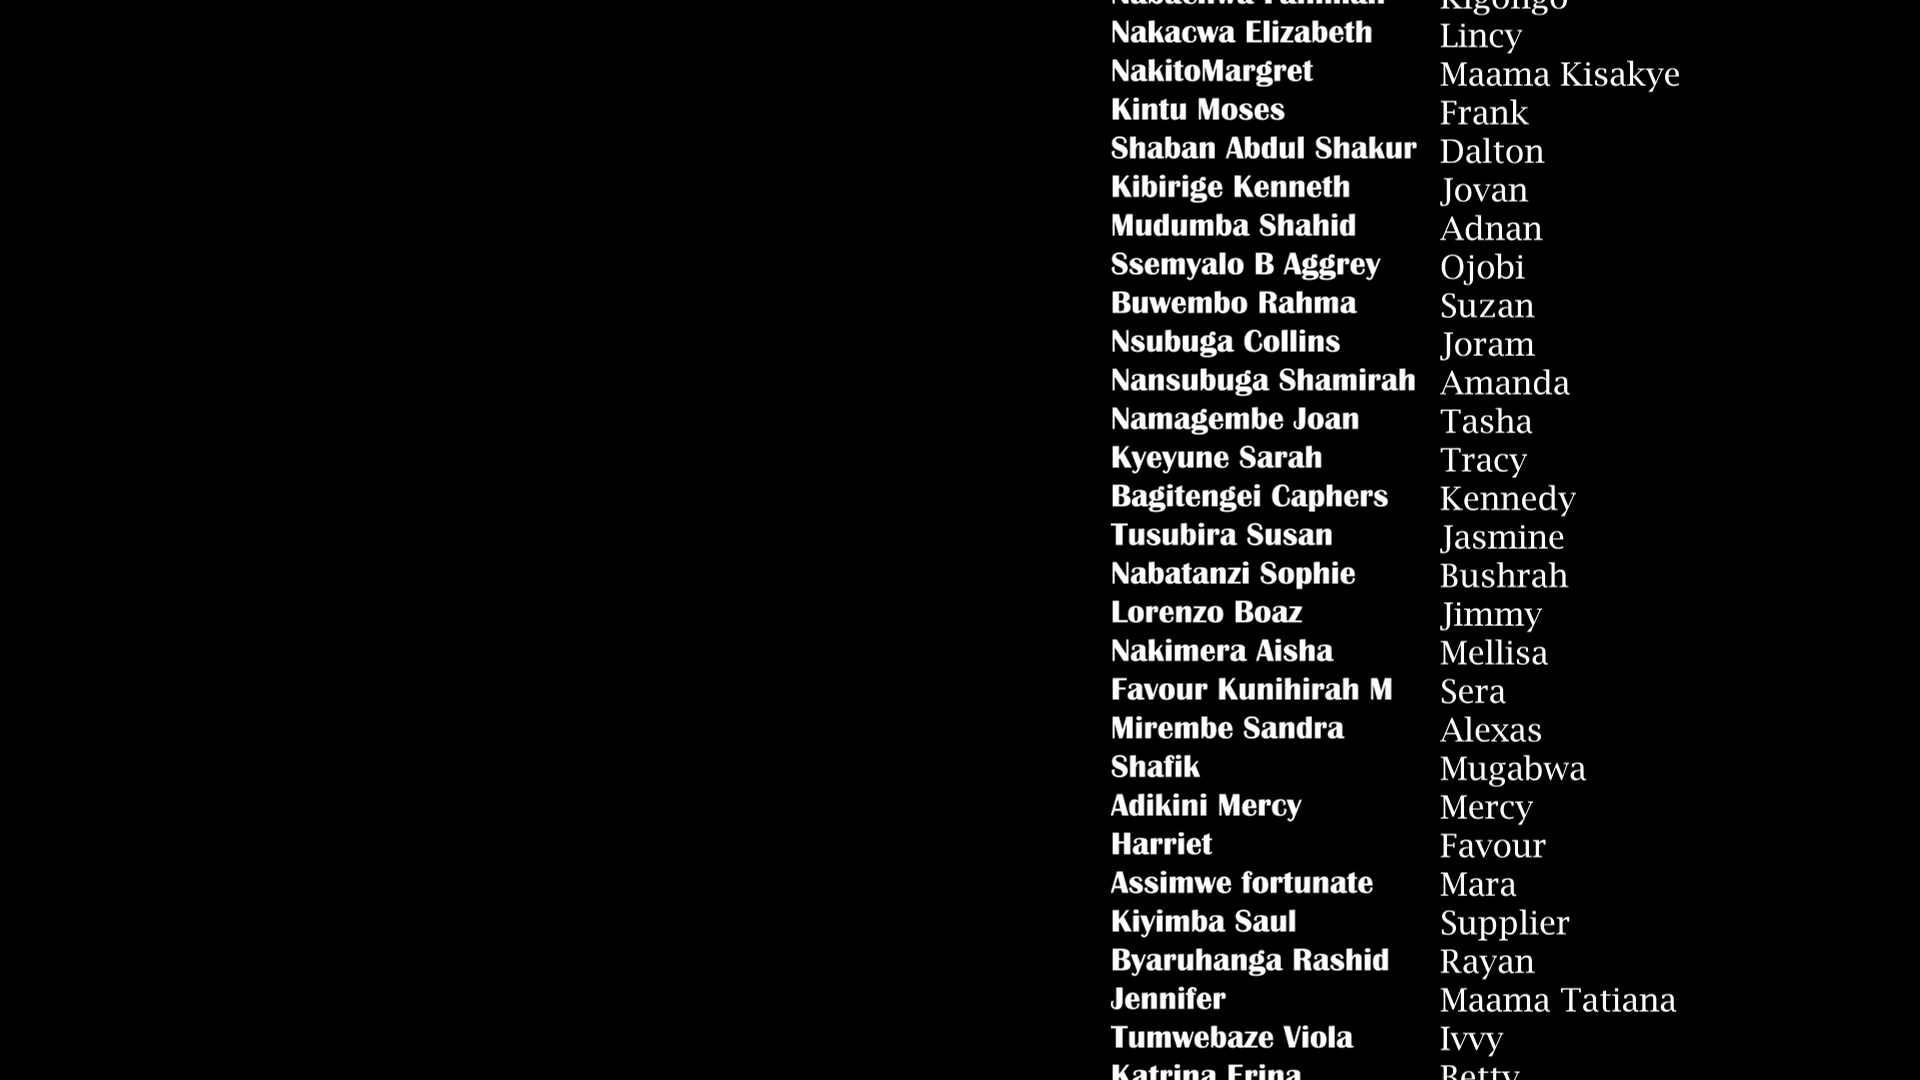 Kigongo
Nakacwa Elizabeth Lincy
NakitoMargret Maama Kisakye
Kintu Moses Frank
Shaban Abdul Shakur Dalton
Kibirige Kenneth Jovan
Mudumba Shahid Adnan
Ssemyalo B Aggrey Ojobi
Buwembo Rahma Suzan
Nsubuga Collins Joram
Nansubuga Shamirah Amanda
Namagembe Joan Tasha
Kyeyune Sarah Tracy
Bagitengei Caphers Kennedy
Tusubira Susan Jasmine
Nabatanzi Sophie Bushrah
Lorenzo Boaz Jimmy
Nakimera Aisha Mellisa
Favour Kunihirah M Sera
Mirembe Sandra Alexas
Shafik Mugabwa
Adikini Mercy Mercy
Harriet Favour
Assimwe fortunate Mara
Kiyimba Saul Supplier
Byaruhanga Rashid Rayan
Jennifer Maama Tatiana
Tumwebaze Viola Ivvy
Katrina Erina Betty